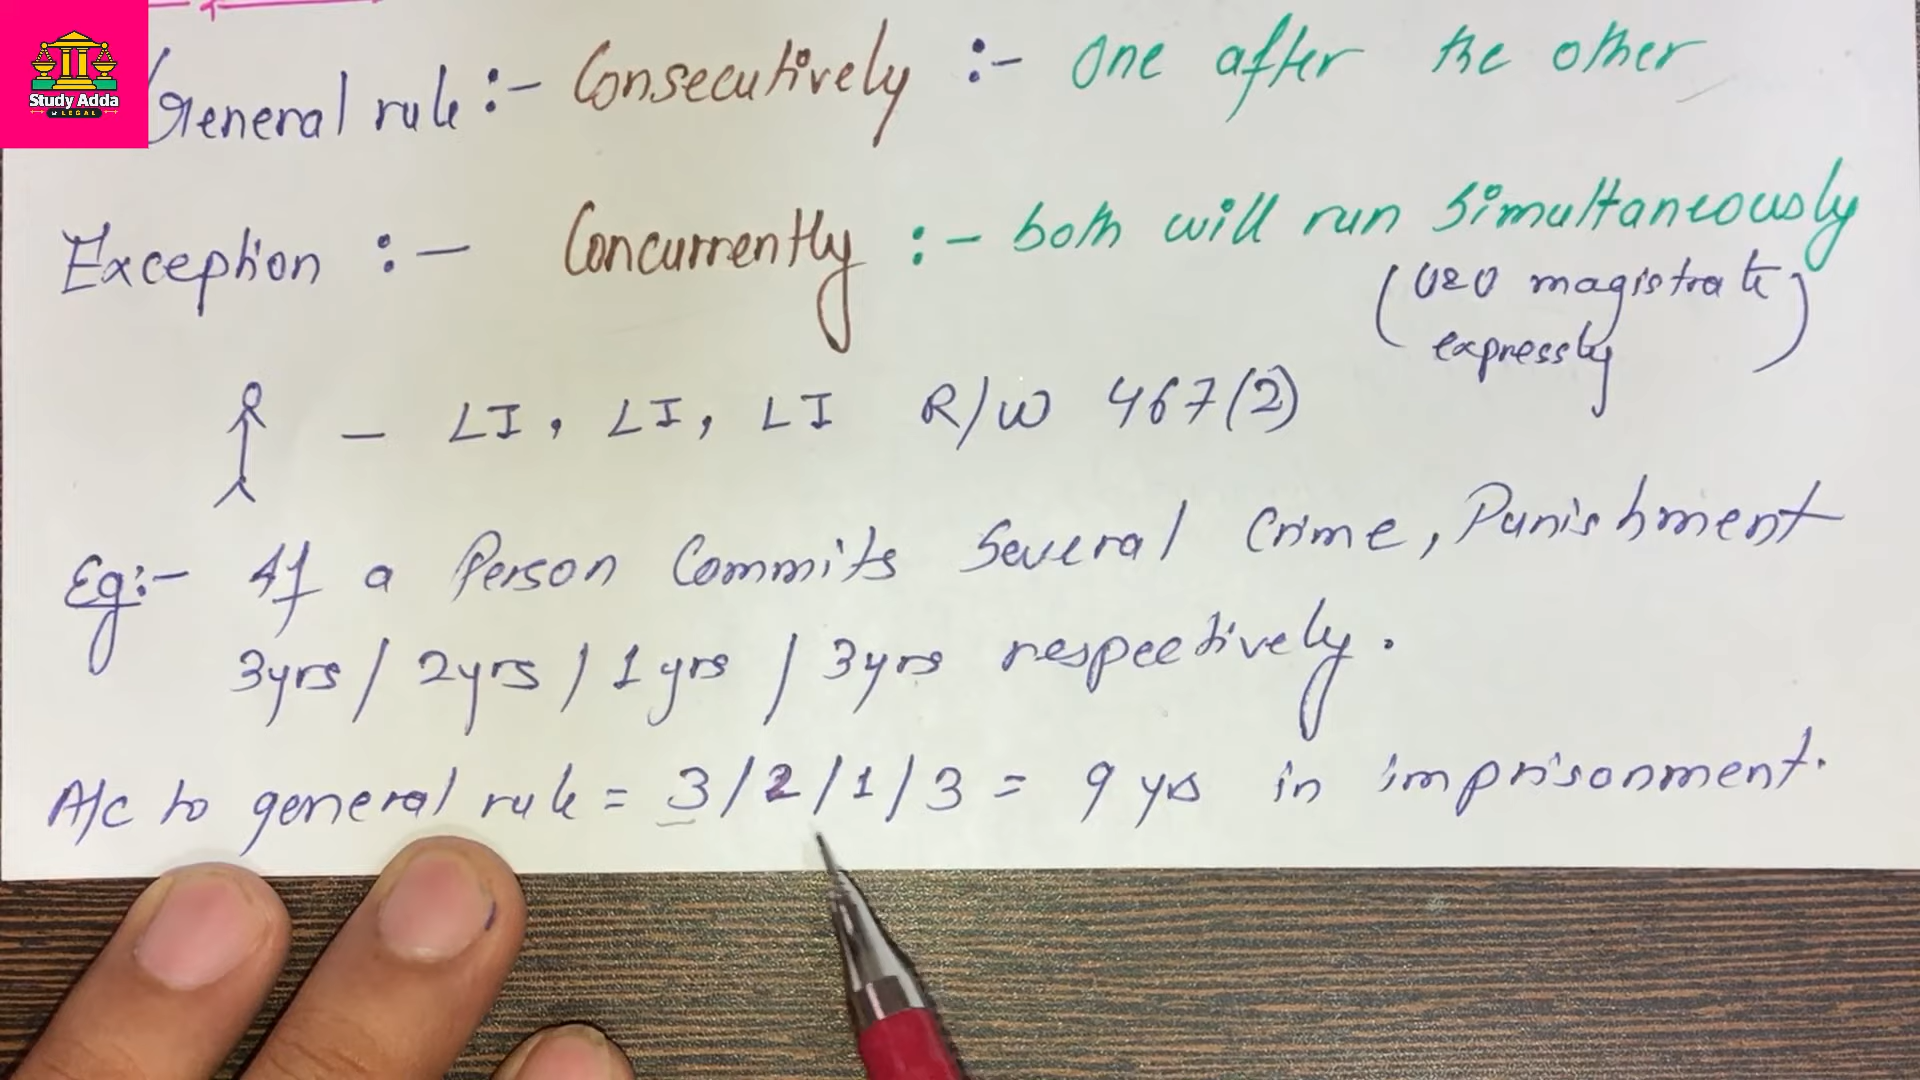 Study Adda
LEGAL
General rule :- Consecutively :- One after the other
Exception :- Concurrently :- both will run simultaneously
(U20 magistrate expressly)
- LI, LI, LI R/W 467(2)
Eg:- If a Person Commits Several Crime, Punishment
3yrs / 2yrs / 1yrs / 3yrs respectively.
A/c to general rule = 3/2/1/3 = 9 yrs in imprisonment.